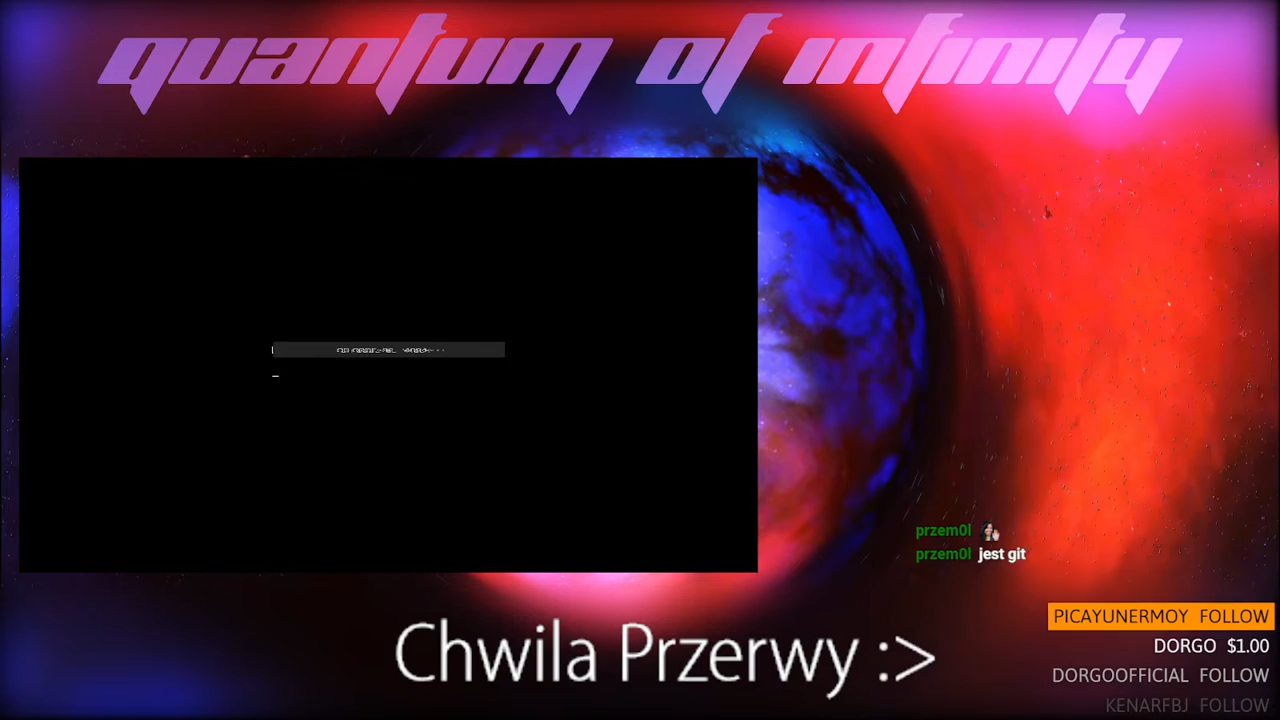 quantum of infinity
przem0l
przem0l jest git
PICAYUNERMOY FOLLOW
DORGO $1.00
DORGOOFFICIAL FOLLOW
KENARFBJ FOLLOW
Chwila Przerwy :>